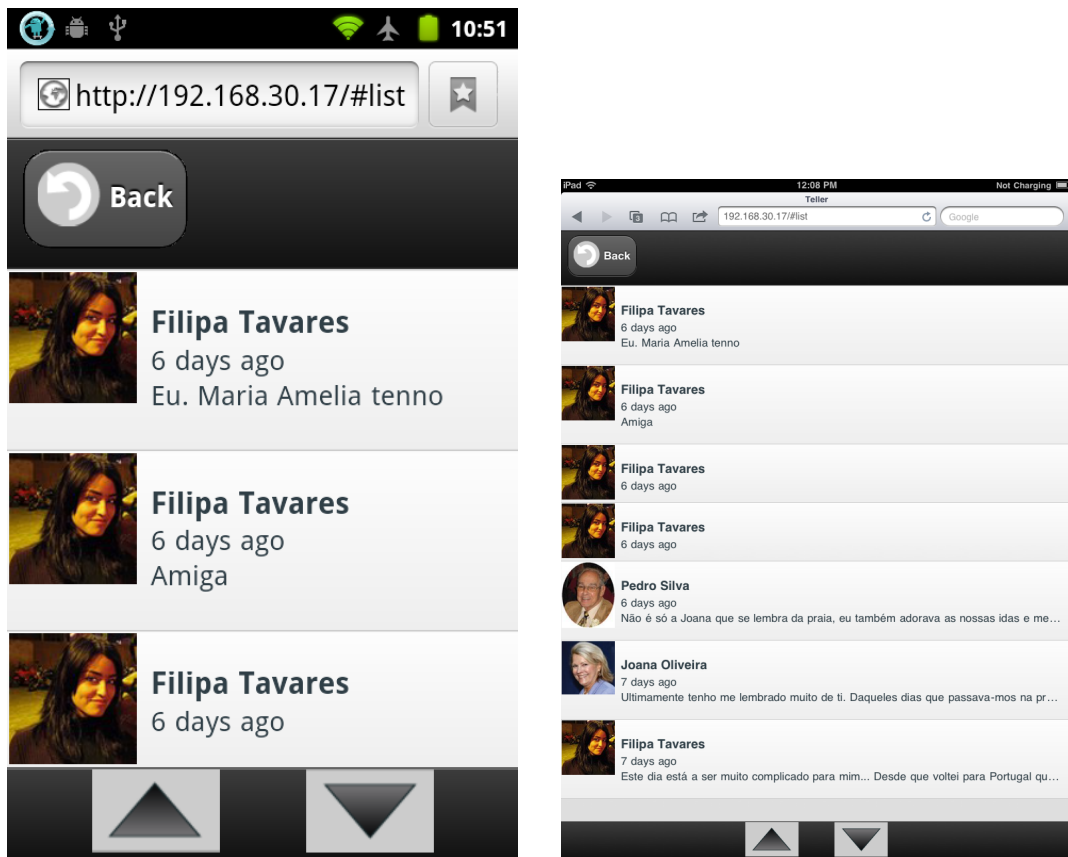 10:51
http://192.168.30.17/#list
Back
Filipa Tavares
6 days ago
Eu. Maria Amelia tenno
Filipa Tavares
6 days ago
Amiga
Filipa Tavares
6 days ago
iPad 12:08 PM Not Charging
Teller
3 192.168.30.17/#list Google
Back
Filipa Tavares
6 days ago
Eu. Maria Amelia tenno
Filipa Tavares
6 days ago
Amiga
Filipa Tavares
6 days ago
Filipa Tavares
6 days ago
Pedro Silva
6 days ago
Não é só a Joana que se lembra da praia, eu também adorava as nossas idas e me...
Joana Oliveira
7 days ago
Ultimamente tenho me lembrado muito de ti. Daqueles dias que passava-mos na pr...
Filipa Tavares
7 days ago
Este dia está a ser muito complicado para mim... Desde que voltei para Portugal qu...